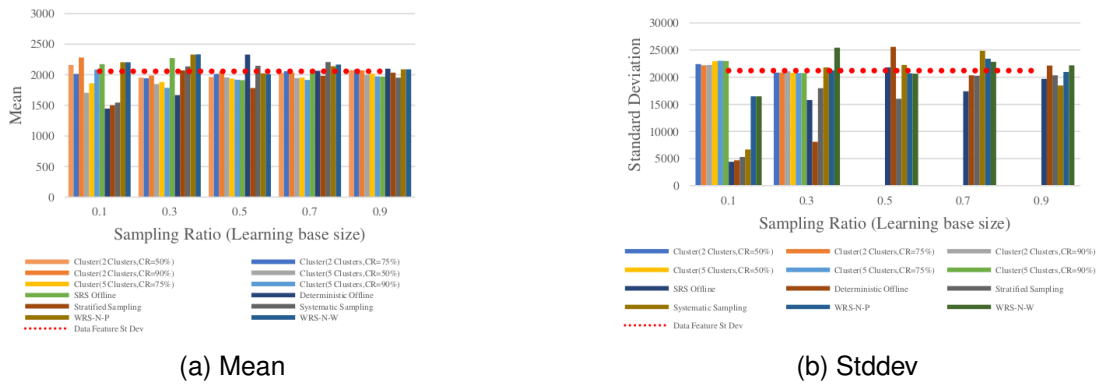 3000
2500
2000
1500
1000
500
0
Mean
0.1 0.3 0.5 0.7 0.9
Sampling Ratio (Learning base size)
Cluster(2 Clusters,CR=50%) Cluster(2 Clusters,CR=75%)
Cluster(2 Clusters,CR=90%) Cluster(5 Clusters,CR=50%)
Cluster(5 Clusters,CR=75%) Cluster(5 Clusters,CR=90%)
SRS Offline Deterministic Offline
Stratified Sampling Systematic Sampling
WRS-N-P WRS-N-W
Data Feature St Dev
(a) Mean
30000
25000
20000
15000
10000
5000
0
Standard Deviation
0.1 0.3 0.5 0.7 0.9
Sampling Ratio (Learning base size)
Cluster(2 Clusters,CR=50%) Cluster(2 Clusters,CR=75%) Cluster(2 Clusters,CR=90%)
Cluster(5 Clusters,CR=50%) Cluster(5 Clusters,CR=75%) Cluster(5 Clusters,CR=90%)
SRS Offline Deterministic Offline Stratified Sampling
Systematic Sampling WRS-N-P WRS-N-W
Data Feature St Dev
(b) Stddev